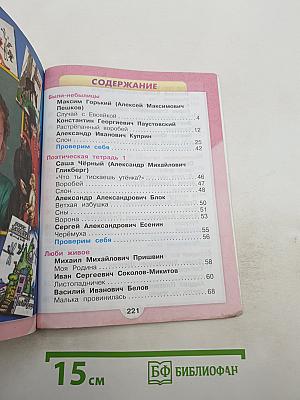 СОДЕРЖАНИЕ
Были-небылицы
Максим Горький (Алексей Максимович
Пешков)
Случай с Евсейкой 4
Константин Георгиевич Паустовский
Растрёпанный воробей 12
Александр Иванович Куприн
Слон 25
Проверим себя 42
Поэтическая тетрадь 1
Саша Чёрный (Александр Михайлович
Гликберг)
«Что ты тискаешь утёнка?» 46
Воробей 47
Слон 48
Александр Александрович Блок
Ветхая избушка 50
Сны 51
Ворона 53
Сергей Александрович Есенин
Черёмуха 55
Проверим себя 56
Люби живое
Михаил Михайлович Пришвин
Моя Родина 58
Иван Сергеевич Соколов-Микитов
Листопадничек 60
Василий Иванович Белов
Малька провинилась 68
221
15 см
БФ БИБЛИОФАН